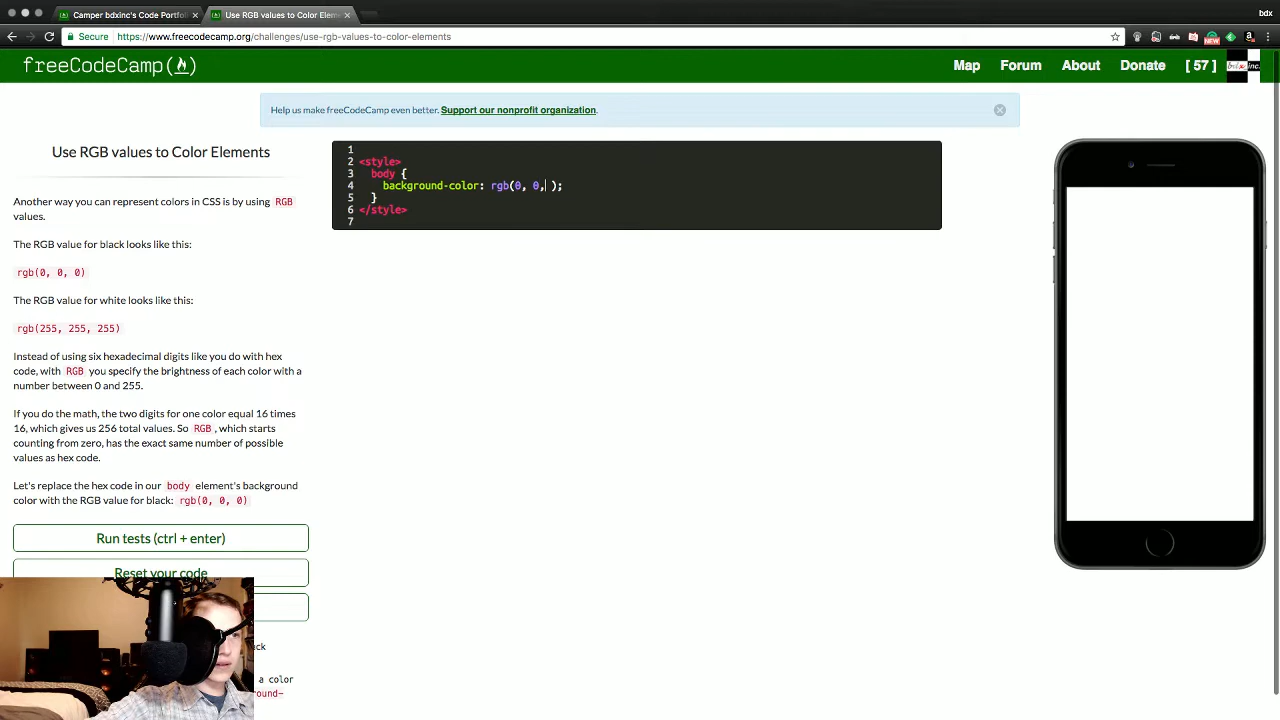 Camper bdxinc's Code Portfoli
Use RGB values to Color Elem
bdx
Secure
https://www.freecodecamp.org/challenges/use-rgb-values-to-color-elements
NEW
freeCodeCamp
Map
Forum
About
Donate
[ 57 ]
bdx inc.
Help us make freeCodeCamp even better. Support our nonprofit organization.
Use RGB values to Color Elements
Another way you can represent colors in CSS is by using RGB
values.
The RGB value for black looks like this:
rgb(0, 0, 0)
The RGB value for white looks like this:
rgb(255, 255, 255)
Instead of using six hexadecimal digits like you do with hex
code, with RGB you specify the brightness of each color with a
number between 0 and 255.
If you do the math, the two digits for one color equal 16 times
16, which gives us 256 total values. So RGB , which starts
counting from zero, has the exact same number of possible
values as hex code.
Let's replace the hex code in our body element's background
color with the RGB value for black: rgb(0, 0, 0)
Run tests (ctrl + enter)
Reset your code
ack
a color
ound-
1
2 <style>
3 body {
4 background-color: rgb(0, 0, );
5 }
6 </style>
7